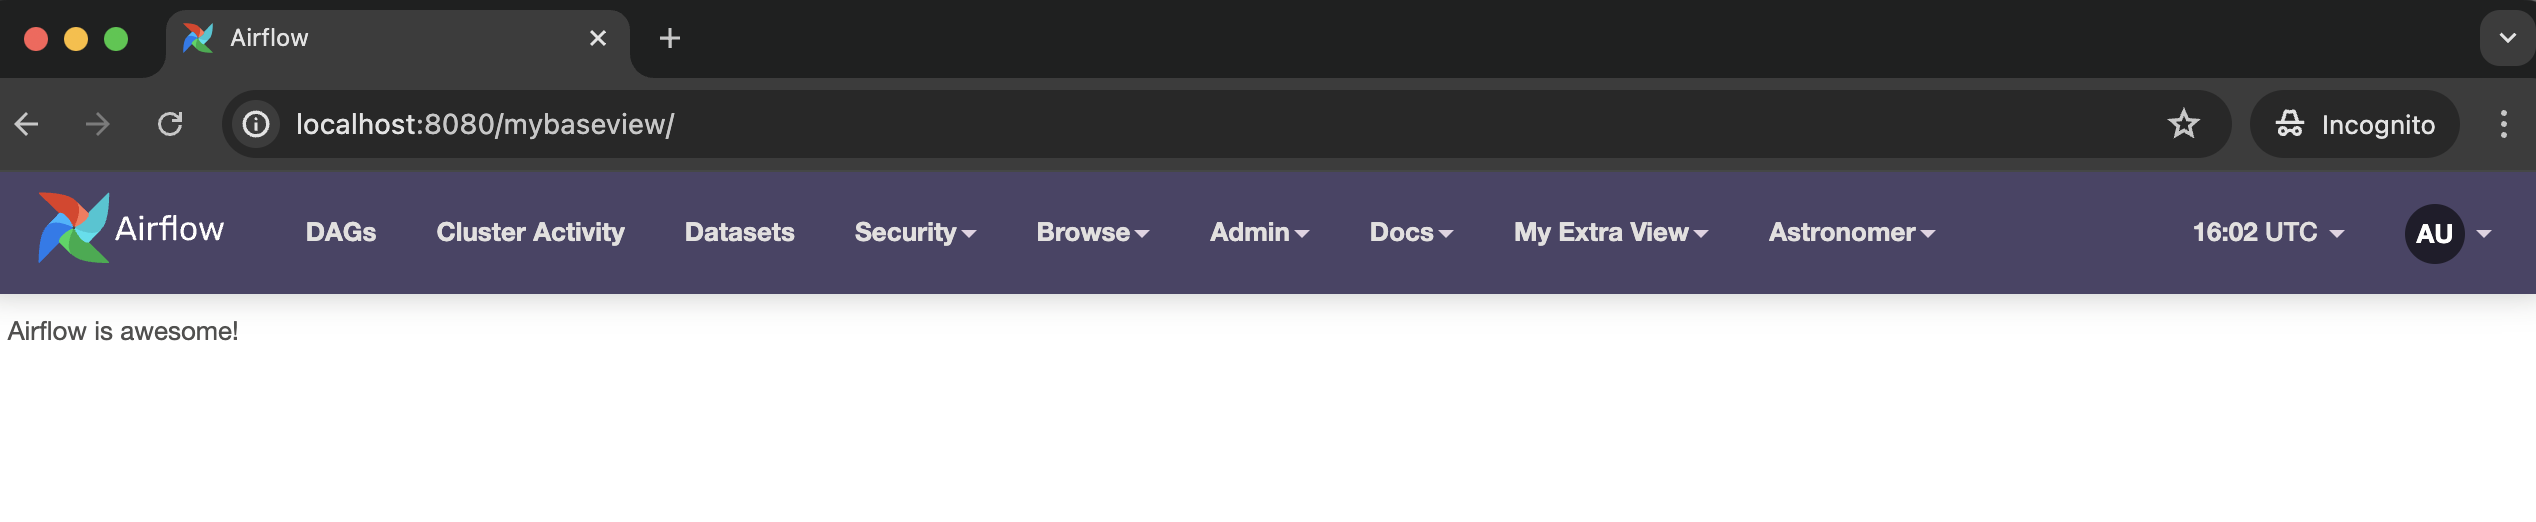 Airflow
localhost:8080/mybaseview/
Incognito
Airflow DAGs Cluster Activity Datasets Security Browse Admin Docs My Extra View Astronomer 16:02 UTC AU
Airflow is awesome!